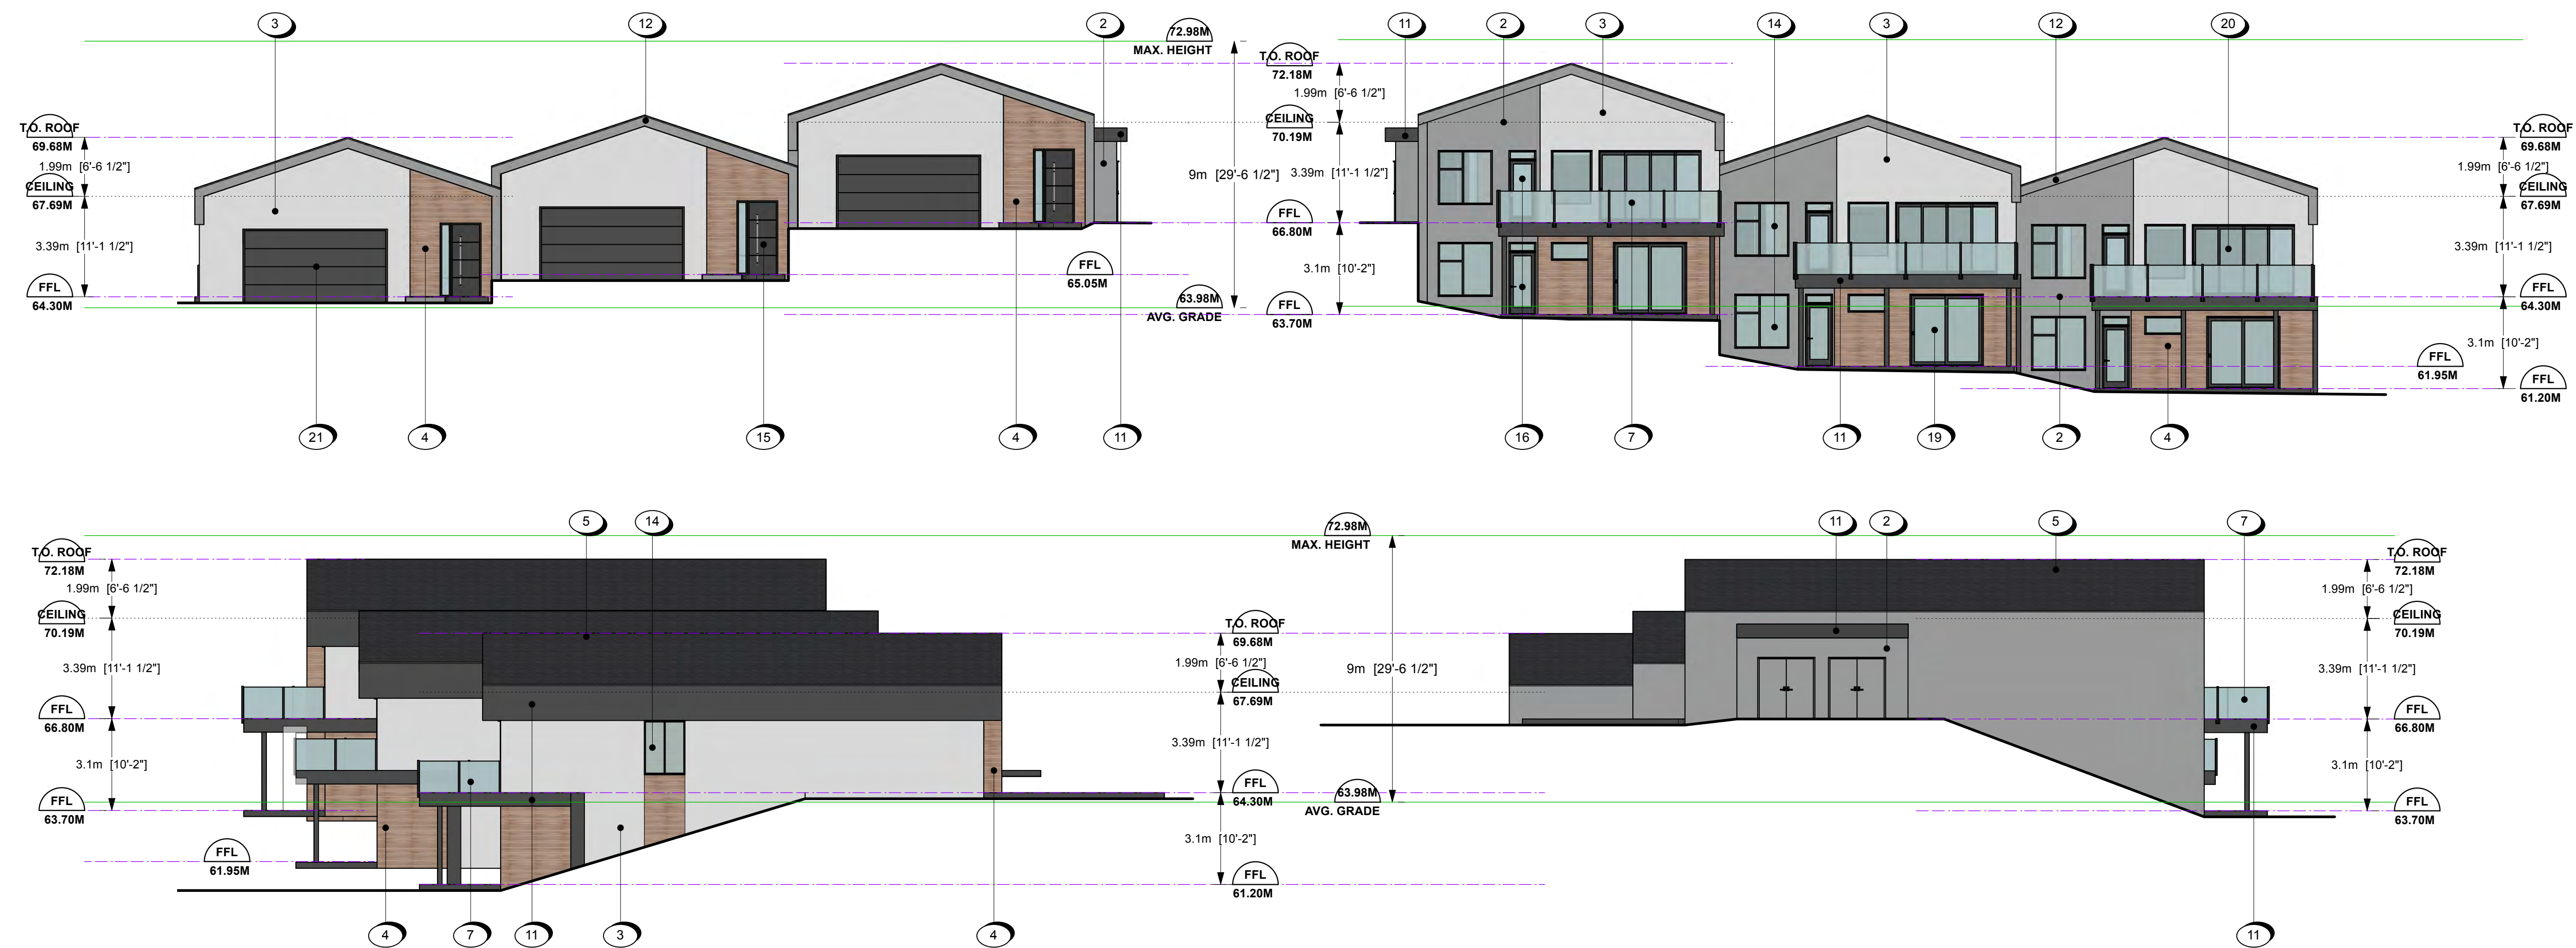 3
12
2
72.98M
MAX. HEIGHT
T.O. ROOF
69.68M
1.99m [6'-6 1/2"]
CEILING
67.69M
3.39m [11'-1 1/2"]
FFL
64.30M
9m [29'-6 1/2"]
FFL
65.05M
63.98M
AVG. GRADE
21
4
15
4
11
11
2
3
14
3
12
20
T.O. ROOF
72.18M
1.99m [6'-6 1/2"]
CEILING
70.19M
3.39m [11'-1 1/2"]
FFL
66.80M
3.1m [10'-2"]
FFL
63.70M
T.O. ROOF
69.68M
1.99m [6'-6 1/2"]
CEILING
67.69M
3.39m [11'-1 1/2"]
FFL
64.30M
3.1m [10'-2"]
FFL
61.95M
FFL
61.20M
16
7
11
19
2
4
5
14
T.O. ROOF
72.18M
1.99m [6'-6 1/2"]
CEILING
70.19M
3.39m [11'-1 1/2"]
FFL
66.80M
3.1m [10'-2"]
FFL
63.70M
FFL
61.95M
T.O. ROOF
69.68M
1.99m [6'-6 1/2"]
CEILING
67.69M
3.39m [11'-1 1/2"]
FFL
64.30M
3.1m [10'-2"]
FFL
61.20M
4
7
11
3
4
72.98M
MAX. HEIGHT
9m [29'-6 1/2"]
63.98M
AVG. GRADE
11
2
5
7
T.O. ROOF
72.18M
1.99m [6'-6 1/2"]
CEILING
70.19M
3.39m [11'-1 1/2"]
FFL
66.80M
3.1m [10'-2"]
FFL
63.70M
11